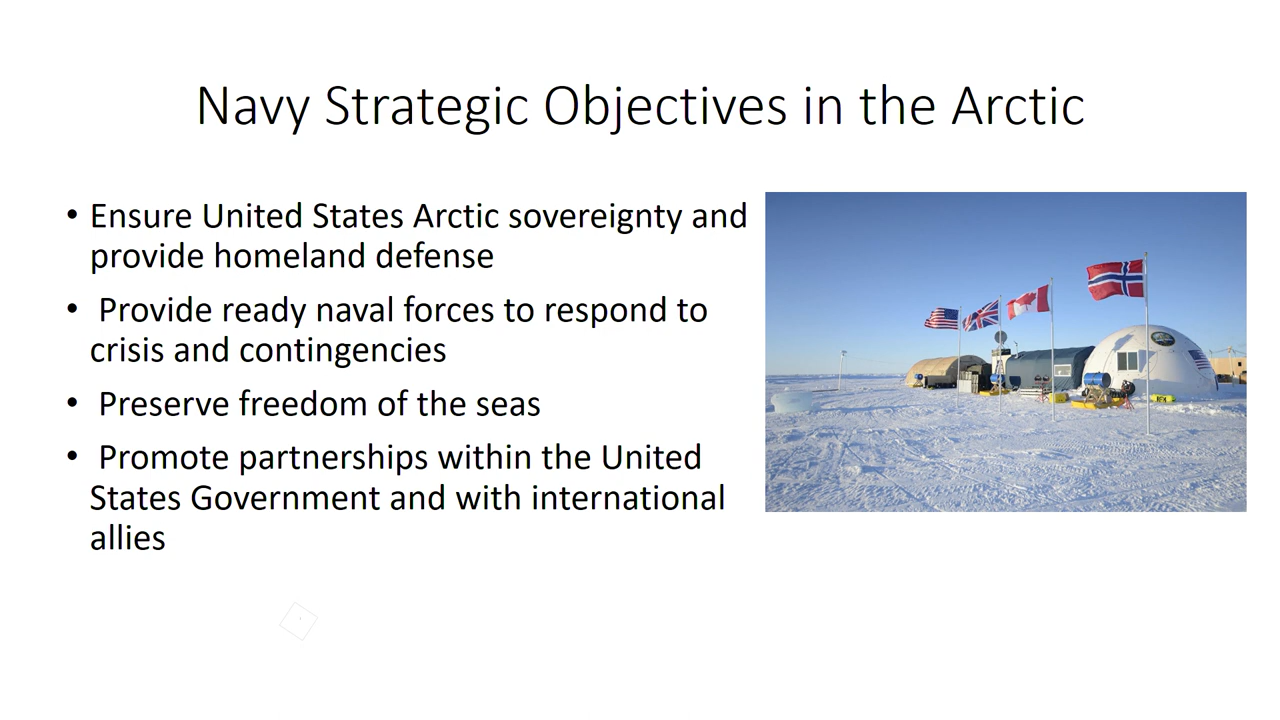 Navy Strategic Objectives in the Arctic
• Ensure United States Arctic sovereignty and
provide homeland defense
• Provide ready naval forces to respond to
crisis and contingencies
• Preserve freedom of the seas
• Promote partnerships within the United
States Government and with international
allies